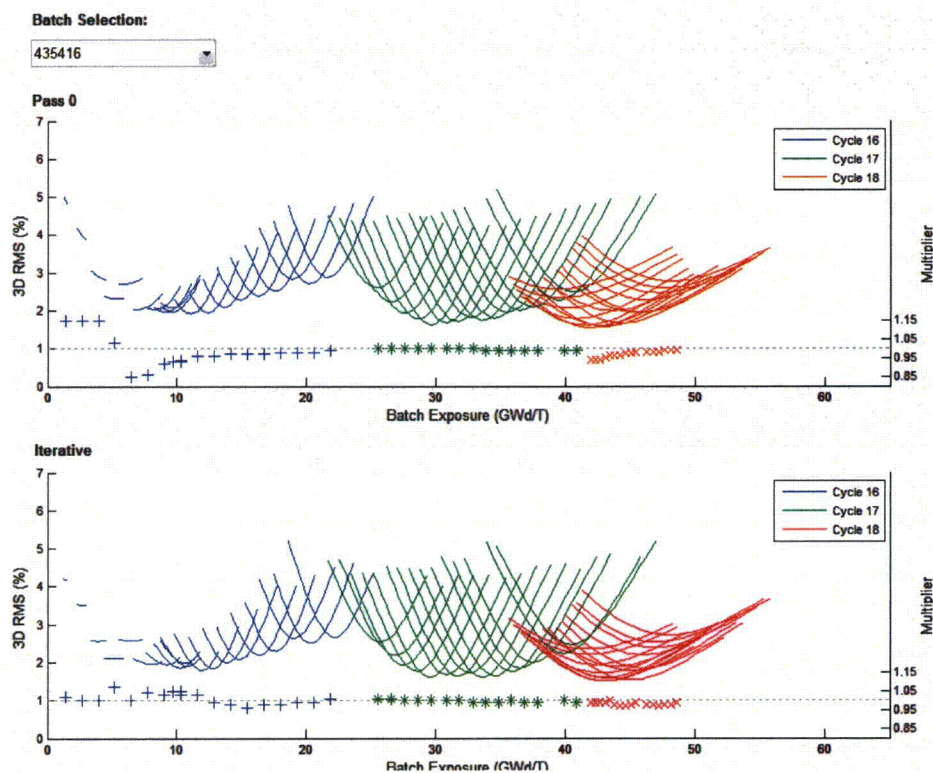 Batch Selection:
435416
Pass 0
7
6
5
4
3
2
1
0
3D RMS (%)
Cycle 16
Cycle 17
Cycle 18
1.15
1.05
0.95
0.85
Multiplier
0 10 20 30 40 50 60
Batch Exposure (GWd/T)
Iterative
7
6
5
4
3
2
1
0
3D RMS (%)
Cycle 16
Cycle 17
Cycle 18
1.15
1.05
0.95
0.85
Multiplier
0 10 20 30 40 50 60
Batch Exposure (GWd/T)